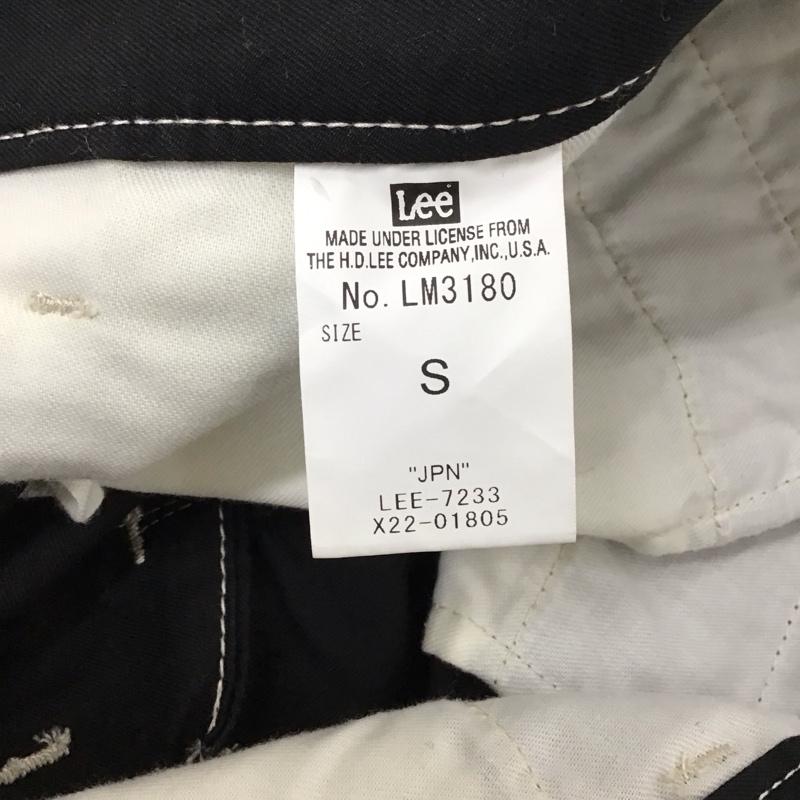 Lee
MADE UNDER LICENSE FROM
THE H.D.LEE COMPANY,INC.,U.S.A.
No. LM3180
SIZE
S
"JPN"
LEE-7233
X22-01805